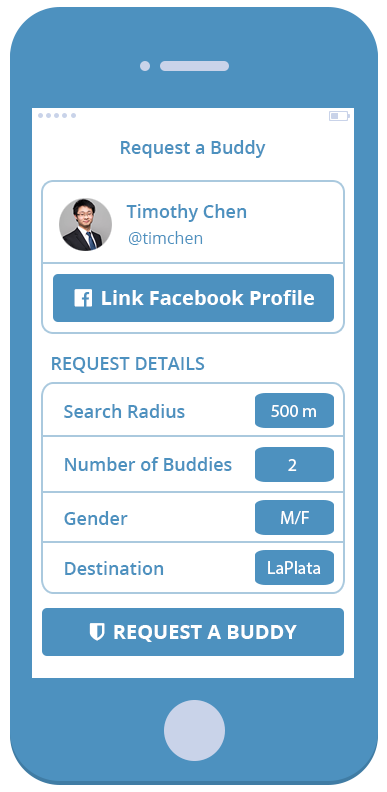 Request a Buddy
Timothy Chen
@timchen
Link Facebook Profile
REQUEST DETAILS
Search Radius 500 m
Number of Buddies 2
Gender M/F
Destination LaPlata
REQUEST A BUDDY